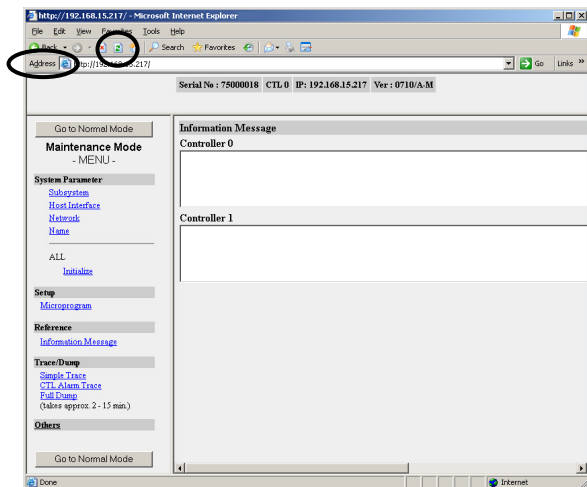 http://192.168.15.217/ - Microsoft Internet Explorer
File Edit View Favorites Tools Help
Back Search Favorites
Address http://192.168.15.217/ Go Links »
Serial No : 75000018 CTL 0 IP: 192.168.15.217 Ver : 0710/A-M
Go to Normal Mode
Maintenance Mode
- MENU -
System Parameter
Subsystem
Host Interface
Network
Name
ALL
Initialize
Setup
Microprogram
Reference
Information Message
Trace/Dump
Simple Trace
CTL Alarm Trace
Full Dump
(takes approx. 2 - 15 min.)
Others
Go to Normal Mode
Information Message
Controller 0
Controller 1
Done Internet